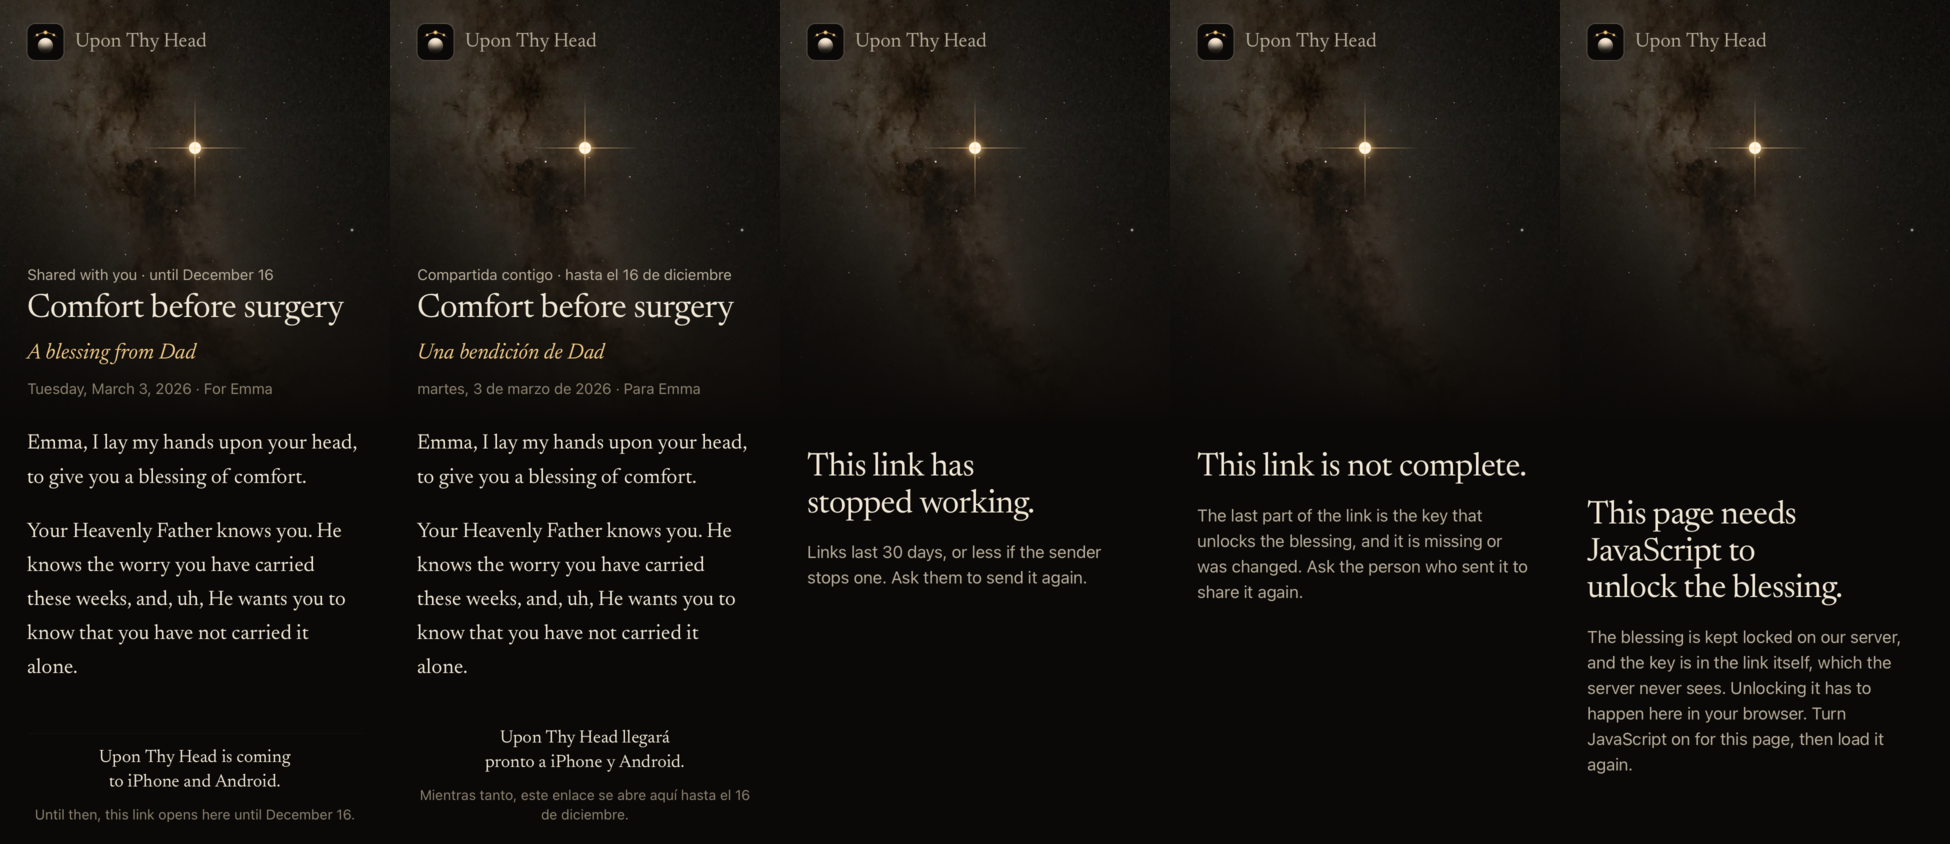 Upon Thy Head
Shared with you · until December 16
Comfort before surgery
A blessing from Dad
Tuesday, March 3, 2026 · For Emma
Emma, I lay my hands upon your head,
to give you a blessing of comfort.
Your Heavenly Father knows you. He
knows the worry you have carried
these weeks, and, uh, He wants you to
know that you have not carried it
alone.
Upon Thy Head is coming
to iPhone and Android.
Until then, this link opens here until December 16.
Upon Thy Head
Compartida contigo · hasta el 16 de diciembre
Comfort before surgery
Una bendición de Dad
martes, 3 de marzo de 2026 · Para Emma
Emma, I lay my hands upon your head,
to give you a blessing of comfort.
Your Heavenly Father knows you. He
knows the worry you have carried
these weeks, and, uh, He wants you to
know that you have not carried it
alone.
Upon Thy Head llegará
pronto a iPhone y Android.
Mientras tanto, este enlace se abre aquí hasta el 16
de diciembre.
Upon Thy Head
This link has
stopped working.
Links last 30 days, or less if the sender
stops one. Ask them to send it again.
Upon Thy Head
This link is not complete.
The last part of the link is the key that
unlocks the blessing, and it is missing or
was changed. Ask the person who sent it to
share it again.
Upon Thy Head
This page needs
JavaScript to
unlock the blessing.
The blessing is kept locked on our server,
and the key is in the link itself, which the
server never sees. Unlocking it has to
happen here in your browser. Turn
JavaScript on for this page, then load it
again.